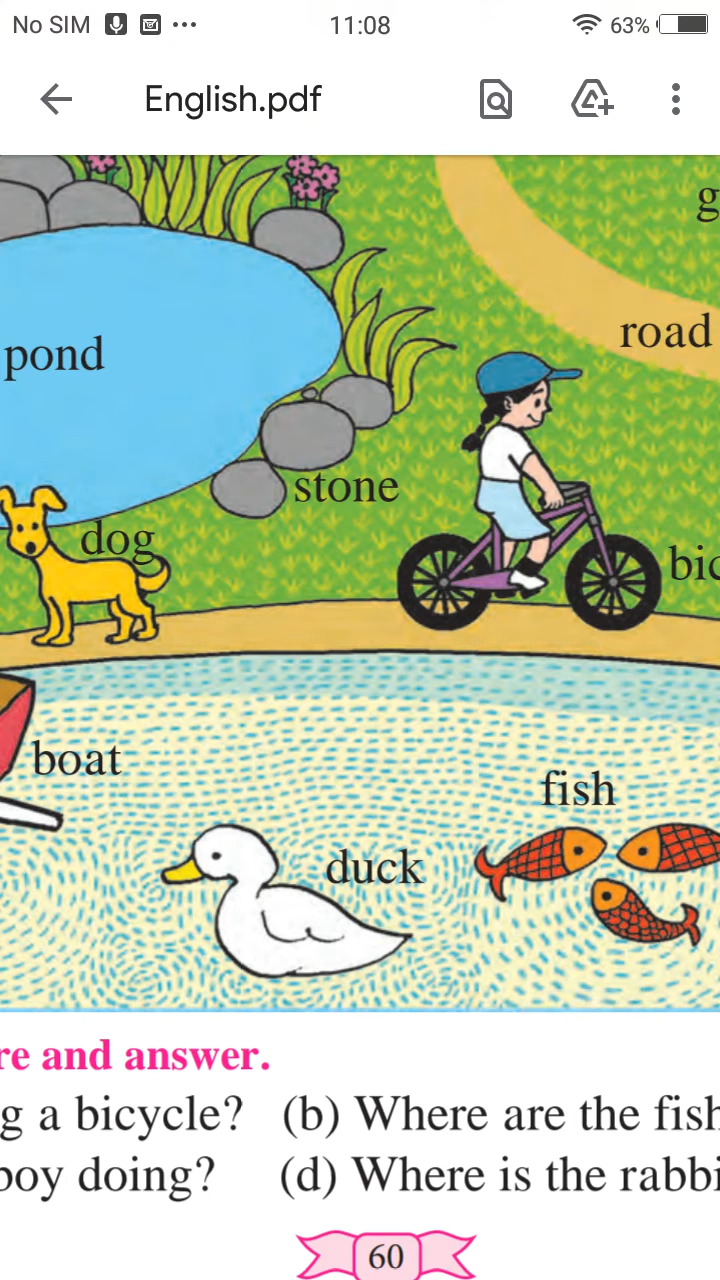 No SIM 11:08 63%
English.pdf
g
road
pond
stone
dog
bic
boat
fish
duck
re and answer.
g a bicycle? (b) Where are the fish
boy doing? (d) Where is the rabbi
60